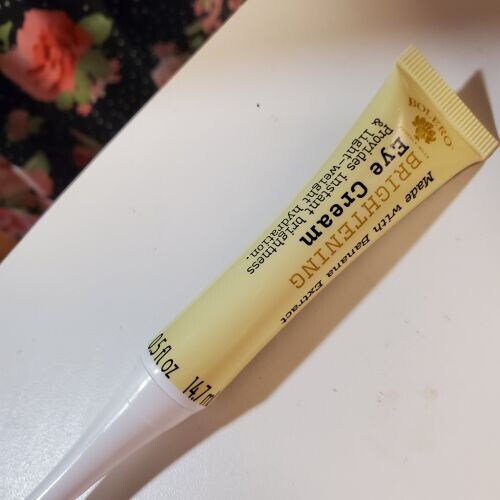 BOLERO
Made with Banana Extract
BRIGHTENING
Eye Cream
Provides instant brightness
& light-weight hydration.
0.5 fl oz 14.7 m